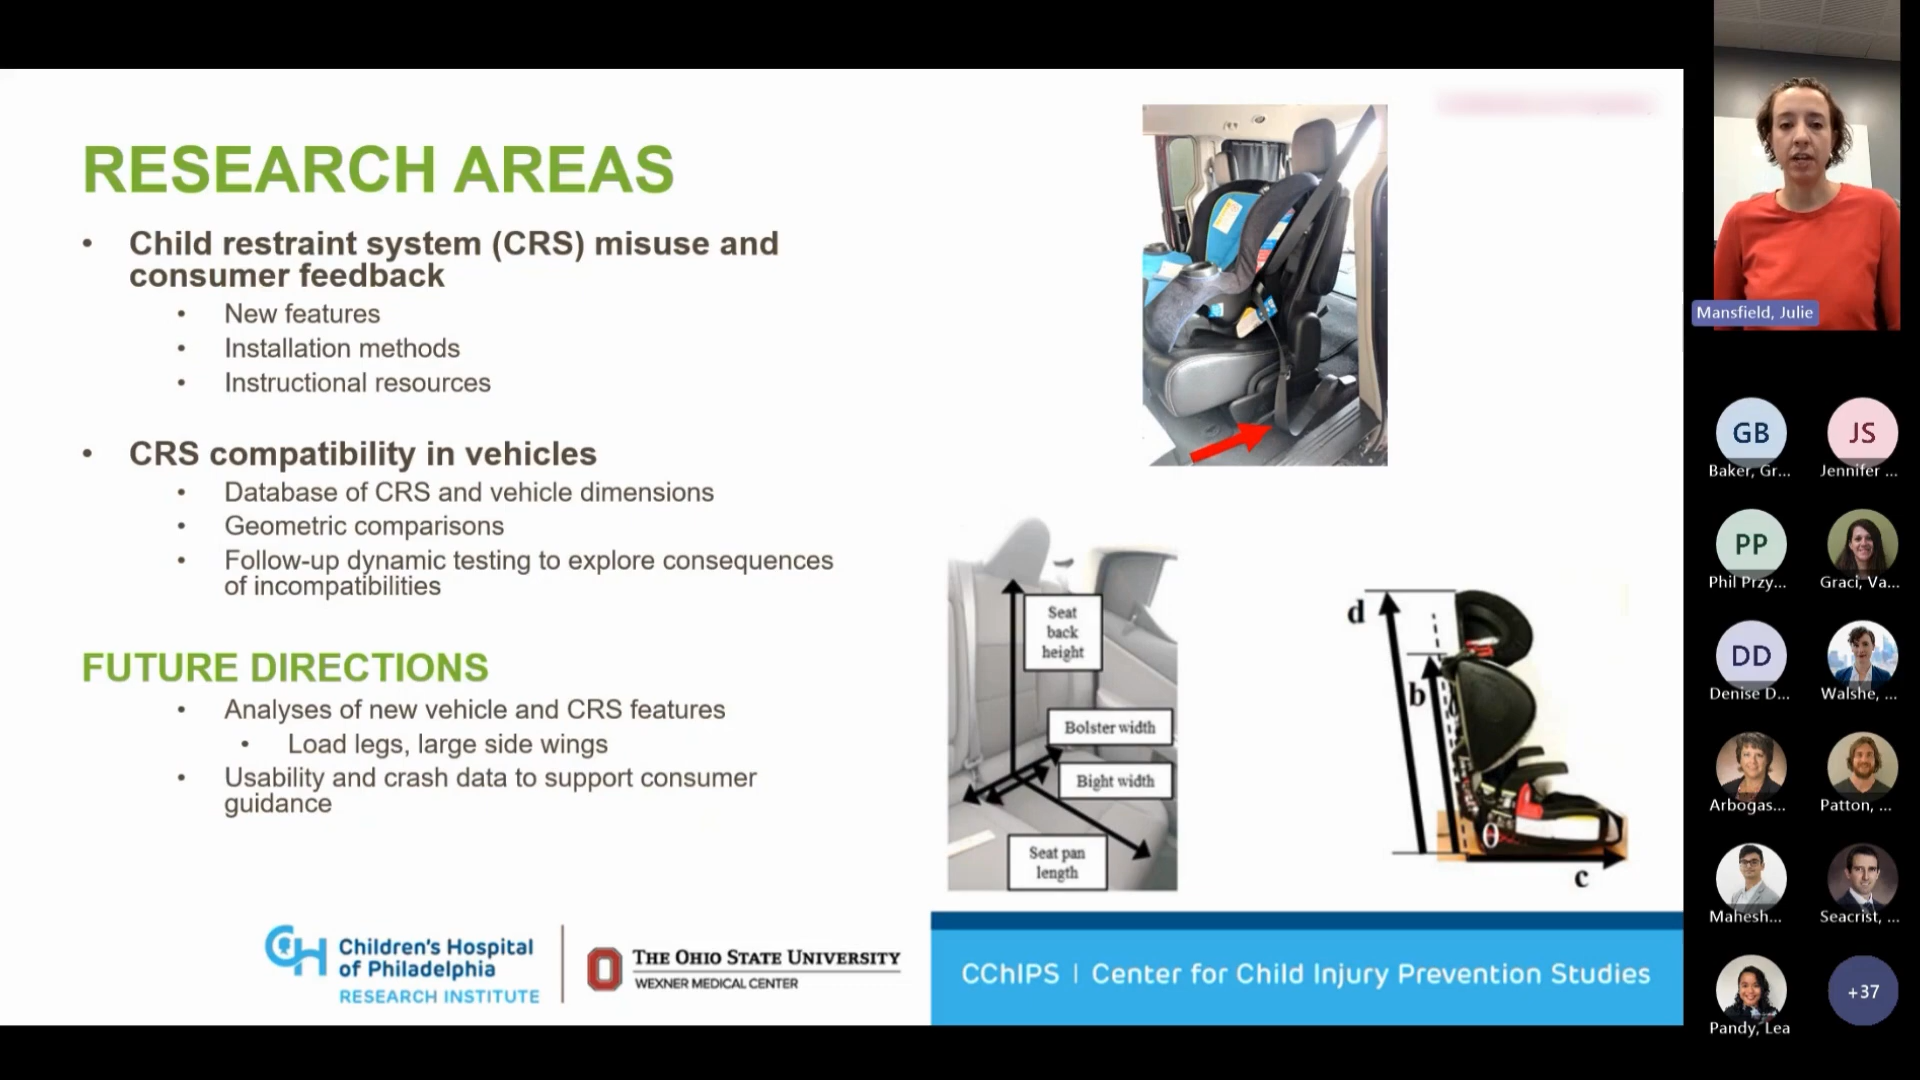 RESEARCH AREAS
• Child restraint system (CRS) misuse and
consumer feedback
• New features
• Installation methods
• Instructional resources
• CRS compatibility in vehicles
• Database of CRS and vehicle dimensions
• Geometric comparisons
• Follow-up dynamic testing to explore consequences
of incompatibilities
FUTURE DIRECTIONS
• Analyses of new vehicle and CRS features
• Load legs, large side wings
• Usability and crash data to support consumer
guidance
Seat
back
height
Bolster width
Bight width
Seat pan
length
d
b
θ
c
Children's Hospital
of Philadelphia
RESEARCH INSTITUTE
THE OHIO STATE UNIVERSITY
WEXNER MEDICAL CENTER
CChIPS | Center for Child Injury Prevention Studies
Mansfield, Julie
GB
Baker, Gr...
JS
Jennifer ...
PP
Phil Przy...
Graci, Va...
DD
Denise D...
Walshe, ...
Arbogas...
Patton, ...
Mahesh...
Seacrist, ...
Pandy, Lea
+37